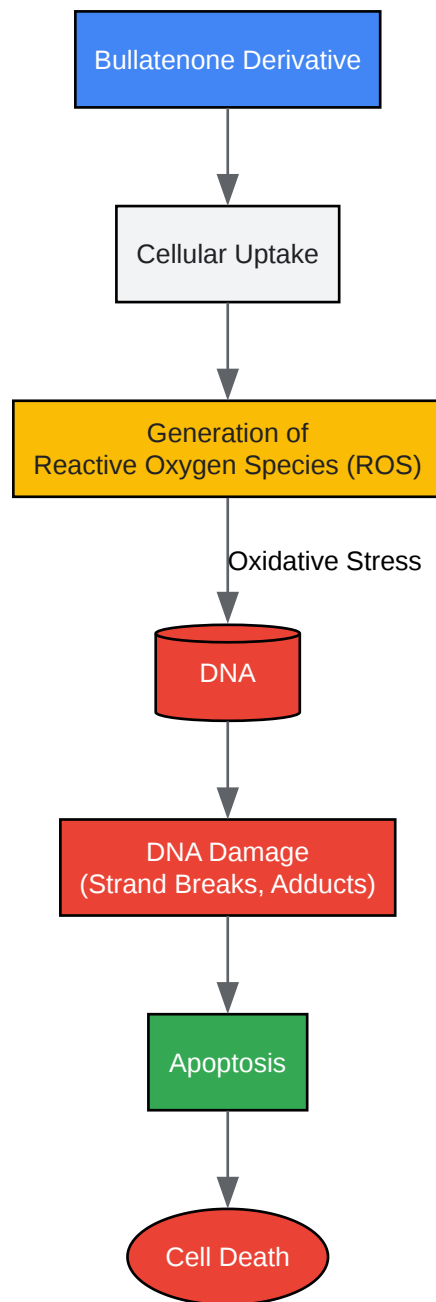 Bullatenone Derivative
Cellular Uptake
Generation of
Reactive Oxygen Species (ROS)
Oxidative Stress
DNA
DNA Damage
(Strand Breaks, Adducts)
Apoptosis
Cell Death